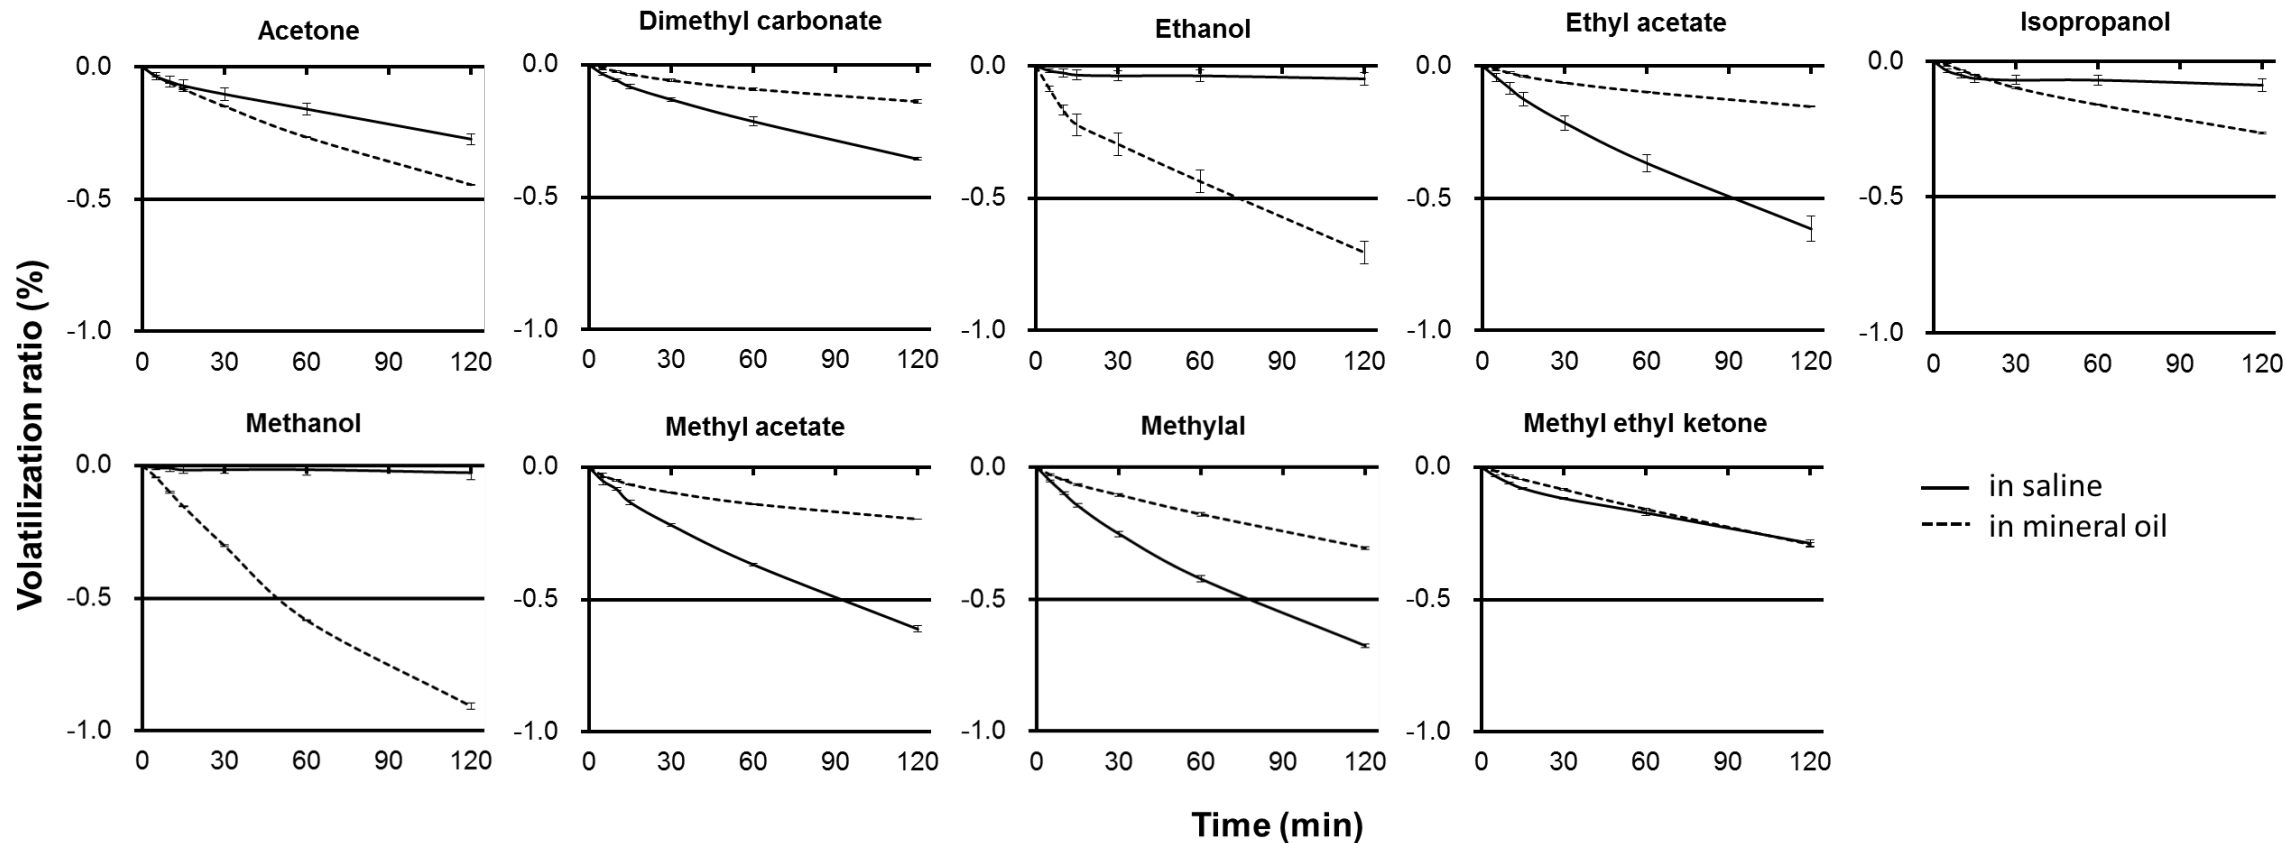 Volatilization ratio (%)
Acetone
0.0
-0.5
-1.0
0 30 60 90 120
Dimethyl carbonate
0.0
-0.5
-1.0
0 30 60 90 120
Ethanol
0.0
-0.5
-1.0
0 30 60 90 120
Ethyl acetate
0.0
-0.5
-1.0
0 30 60 90 120
Isopropanol
0.0
-0.5
-1.0
0 30 60 90 120
Methanol
0.0
-0.5
-1.0
0 30 60 90 120
Methyl acetate
0.0
-0.5
-1.0
0 30 60 90 120
Methylal
0.0
-0.5
-1.0
0 30 60 90 120
Methyl ethyl ketone
0.0
-0.5
-1.0
0 30 60 90 120
in saline
in mineral oil
Time (min)